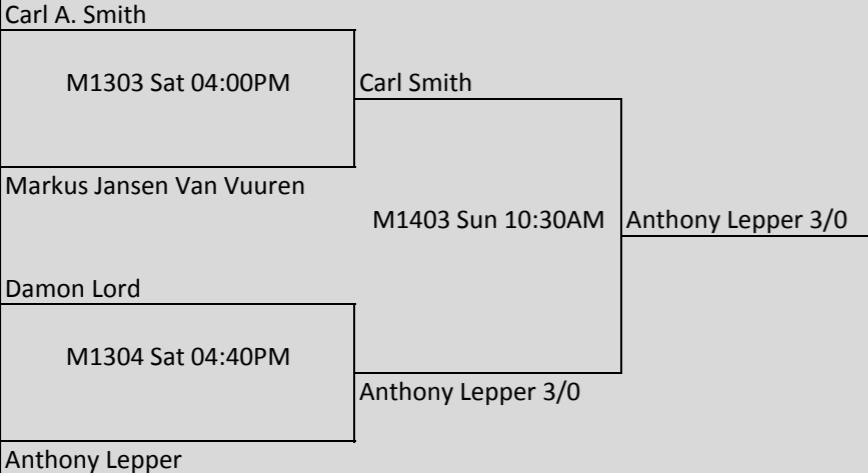 Carl A. Smith
M1303 Sat 04:00PM
Carl Smith
Markus Jansen Van Vuuren
M1403 Sun 10:30AM
Anthony Lepper 3/0
Damon Lord
M1304 Sat 04:40PM
Anthony Lepper 3/0
Anthony Lepper